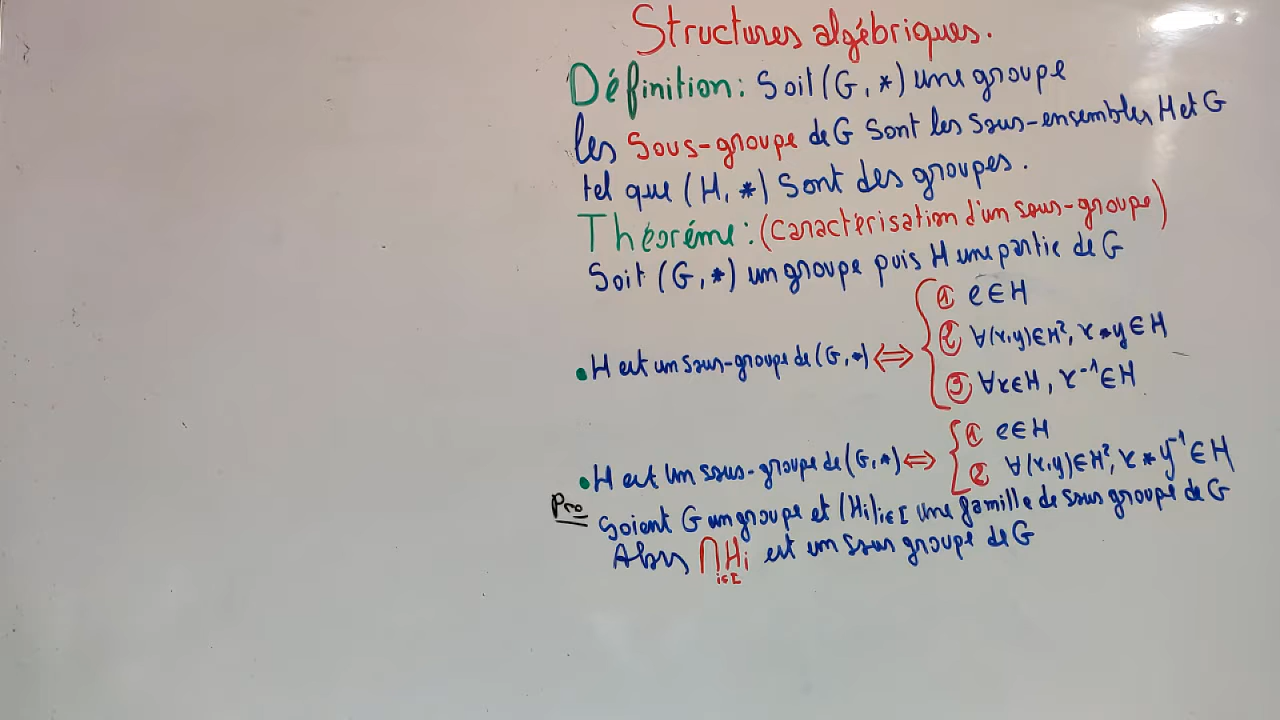 Structures algébriques.
Définition: Soit (G, *) une groupe
les sous-groupe de G sont les sous-ensembles H et G
tel que (H, *) sont des groupes.
Théoréme: (caractérisation d'un sous-groupe)
Soit (G, *) un groupe puis H une partie de G
① e ∈ H
② ∀(x,y)∈H², x * y ∈ H
• H est un sous-groupe de (G, *) ⟺
③ ∀x∈H, x⁻¹ ∈ H
① e∈H
• H est un sous-groupe de (G, *) ⟺ ② ∀(x,y)∈H², x * y⁻¹ ∈ H
Pro
Soient G un groupe et (Hi)i∈I une famille de sous groupe de G
Alors ⋂Hi est un sous groupe de G
i∈I